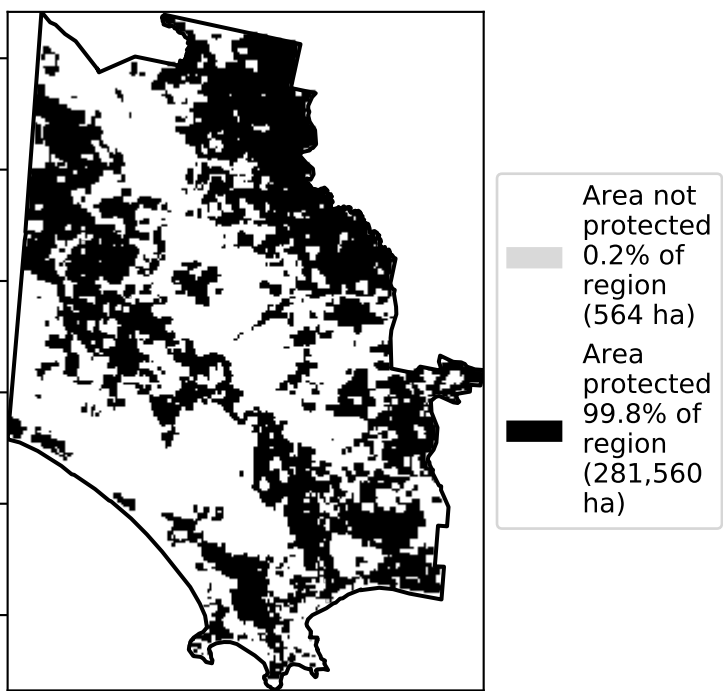 Area not
protected
0.2% of
region
(564 ha)
Area
protected
99.8% of
region
(281,560
ha)